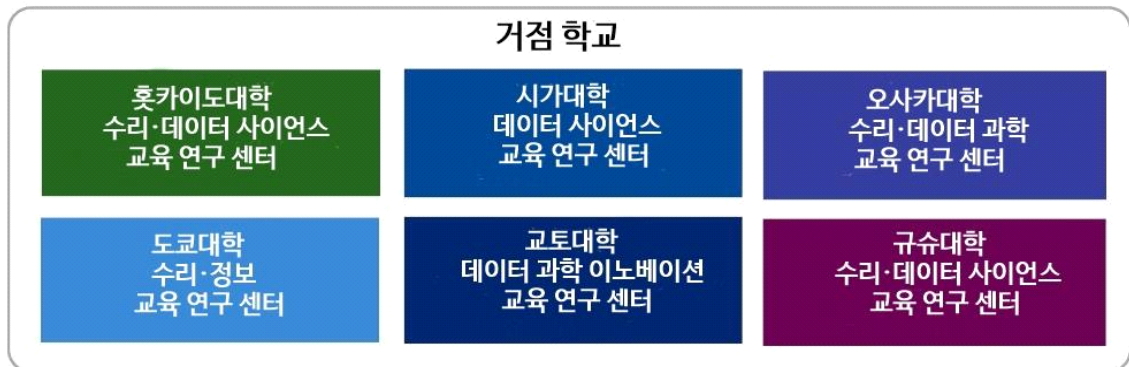 거점 학교
홋카이도대학
수리·데이터 사이언스
교육 연구 센터
시가대학
데이터 사이언스
교육 연구 센터
오사카대학
수리·데이터 과학
교육 연구 센터
도쿄대학
수리·정보
교육 연구 센터
교토대학
데이터 과학 이노베이션
교육 연구 센터
규슈대학
수리·데이터 사이언스
교육 연구 센터